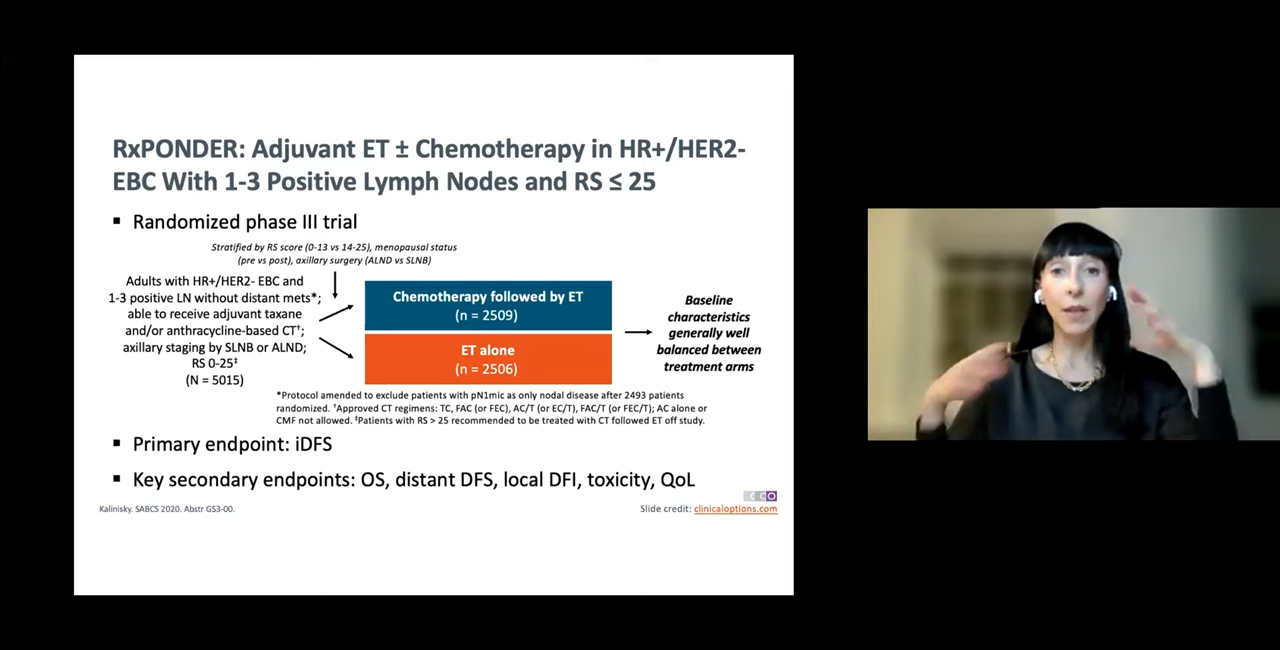 RxPONDER: Adjuvant ET ± Chemotherapy in HR+/HER2-
EBC With 1-3 Positive Lymph Nodes and RS ≤ 25
▪ Randomized phase III trial
Stratified by RS score (0-13 vs 14-25), menopausal status
(pre vs post), axillary surgery (ALND vs SLNB)
Adults with HR+/HER2- EBC and
1-3 positive LN without distant mets*;
able to receive adjuvant taxane
and/or anthracycline-based CT†;
axillary staging by SLNB or ALND;
RS 0-25‡
(N = 5015)
Chemotherapy followed by ET
(n = 2509)
ET alone
(n = 2506)
Baseline
characteristics
generally well
balanced between
treatment arms
*Protocol amended to exclude patients with pN1mic as only nodal disease after 2493 patients
randomized. †Approved CT regimens: TC, FAC (or FEC), AC/T (or EC/T), FAC/T (or FEC/T); AC alone or
CMF not allowed. ‡Patients with RS > 25 recommended to be treated with CT followed ET off study.
▪ Primary endpoint: iDFS
▪ Key secondary endpoints: OS, distant DFS, local DFI, toxicity, QoL
CCO
Kalinisky. SABCS 2020. Abstr GS3-00.
Slide credit: clinicaloptions.com